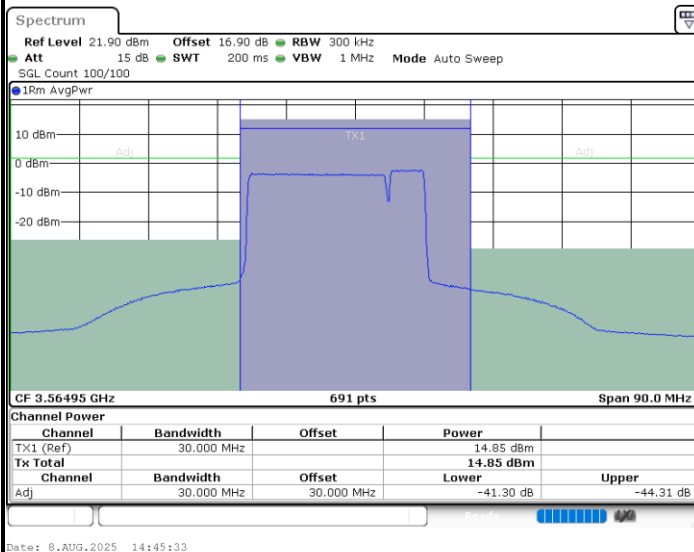 Spectrum
Ref Level 21.90 dBm Offset 16.90 dB RBW 300 kHz
Att 15 dB SWT 200 ms VBW 1 MHz Mode Auto Sweep
SGL Count 100/100
1Rm AvgPwr
10 dBm
TX1
Adj Adj
0 dBm
-10 dBm
-20 dBm
CF 3.56495 GHz 691 pts Span 90.0 MHz
Channel Power
Channel Bandwidth Offset Power
TX1 (Ref) 30.000 MHz 14.85 dBm
Tx Total 14.85 dBm
Channel Bandwidth Offset Lower Upper
Adj 30.000 MHz 30.000 MHz -41.30 dB -44.31 dB
Ready
Date: 8.AUG.2025 14:45:33